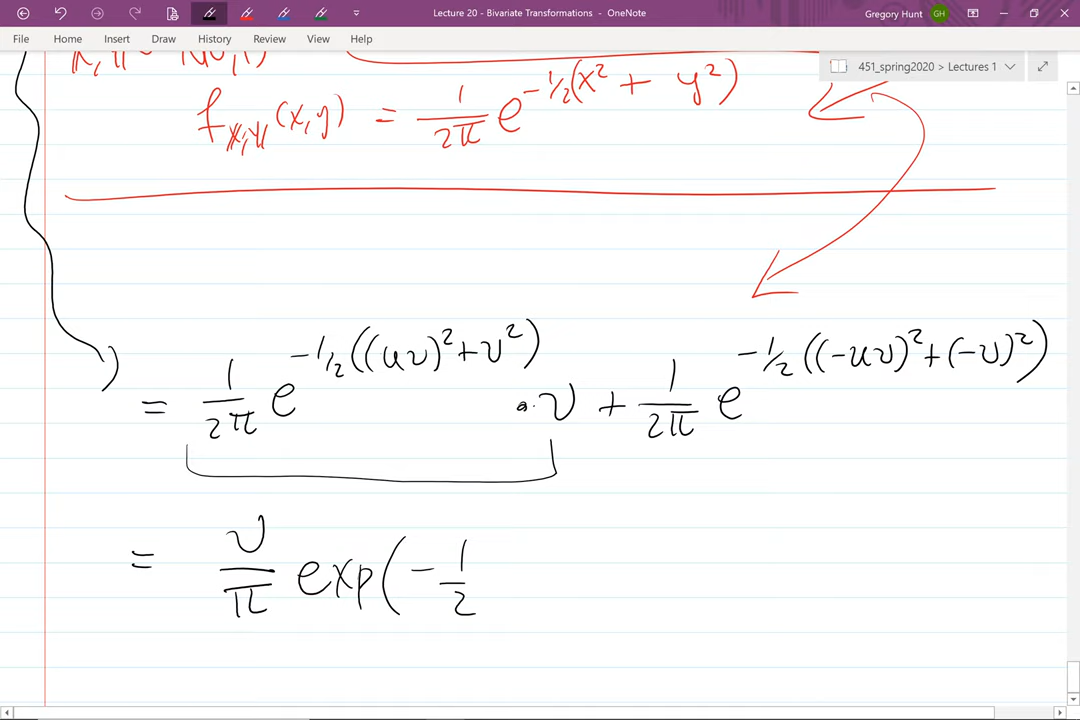 Lecture 20 - Bivariate Transformations - OneNote
Gregory Hunt GH
File Home Insert Draw History Review View Help
451_spring2020 > Lectures 1
f_{X,Y}(x,y) = 1/2π e^{-1/2(x² + y²)}
= 1/2π e^{-1/2((uv)²+v²)} · v + 1/2π e^{-1/2((-uv)²+(-v)²)}
= v/π exp(-1/2